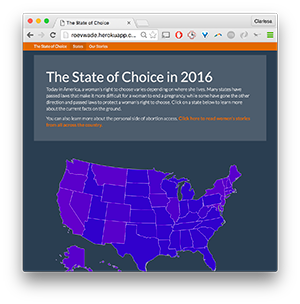 The State of Choice
Clarissa
roevwade.herokuapp.c...
The State of Choice Home Our Stories
The State of Choice in 2016
Today in America, a woman's right to choose varies depending on where she lives. Many states have
passed laws that make it more difficult for a woman to end a pregnancy, while some have gone the other
direction and passed laws to protect a woman's right to choose. Click on a state below to learn more
about the current facts on the ground.
You can also learn more about the personal side of abortion access. Click here to read women's stories
from all across the country.